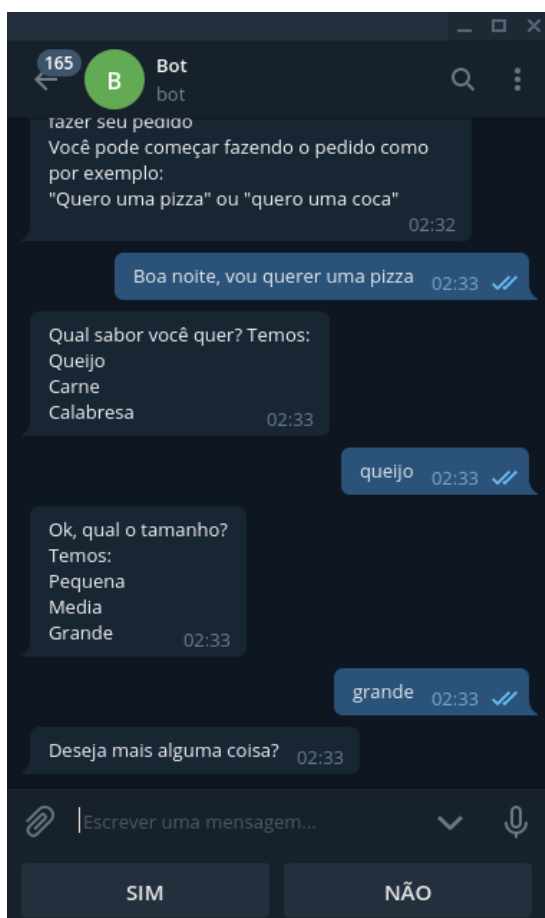 165
B
Bot
bot
fazer seu pedido
Você pode começar fazendo o pedido como
por exemplo:
"Quero uma pizza" ou "quero uma coca"
02:32
Boa noite, vou querer uma pizza 02:33
Qual sabor você quer? Temos:
Queijo
Carne
Calabresa 02:33
queijo 02:33
Ok, qual o tamanho?
Temos:
Pequena
Media
Grande 02:33
grande 02:33
Deseja mais alguma coisa? 02:33
Escrever uma mensagem...
SIM NÃO